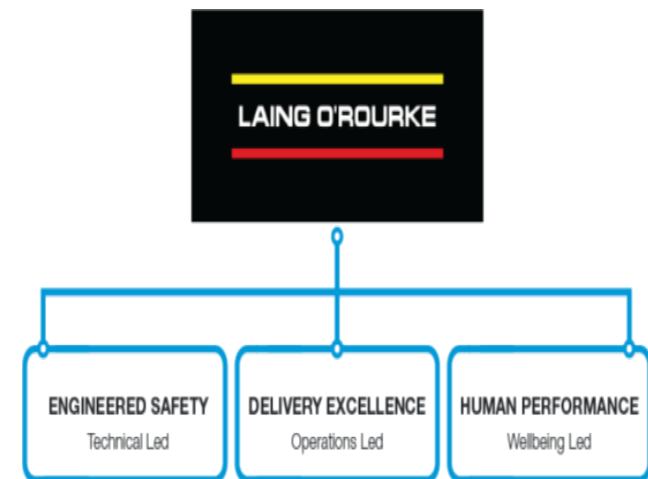 LAING O'ROURKE
ENGINEERED SAFETY
Technical Led
DELIVERY EXCELLENCE
Operations Led
HUMAN PERFORMANCE
Wellbeing Led